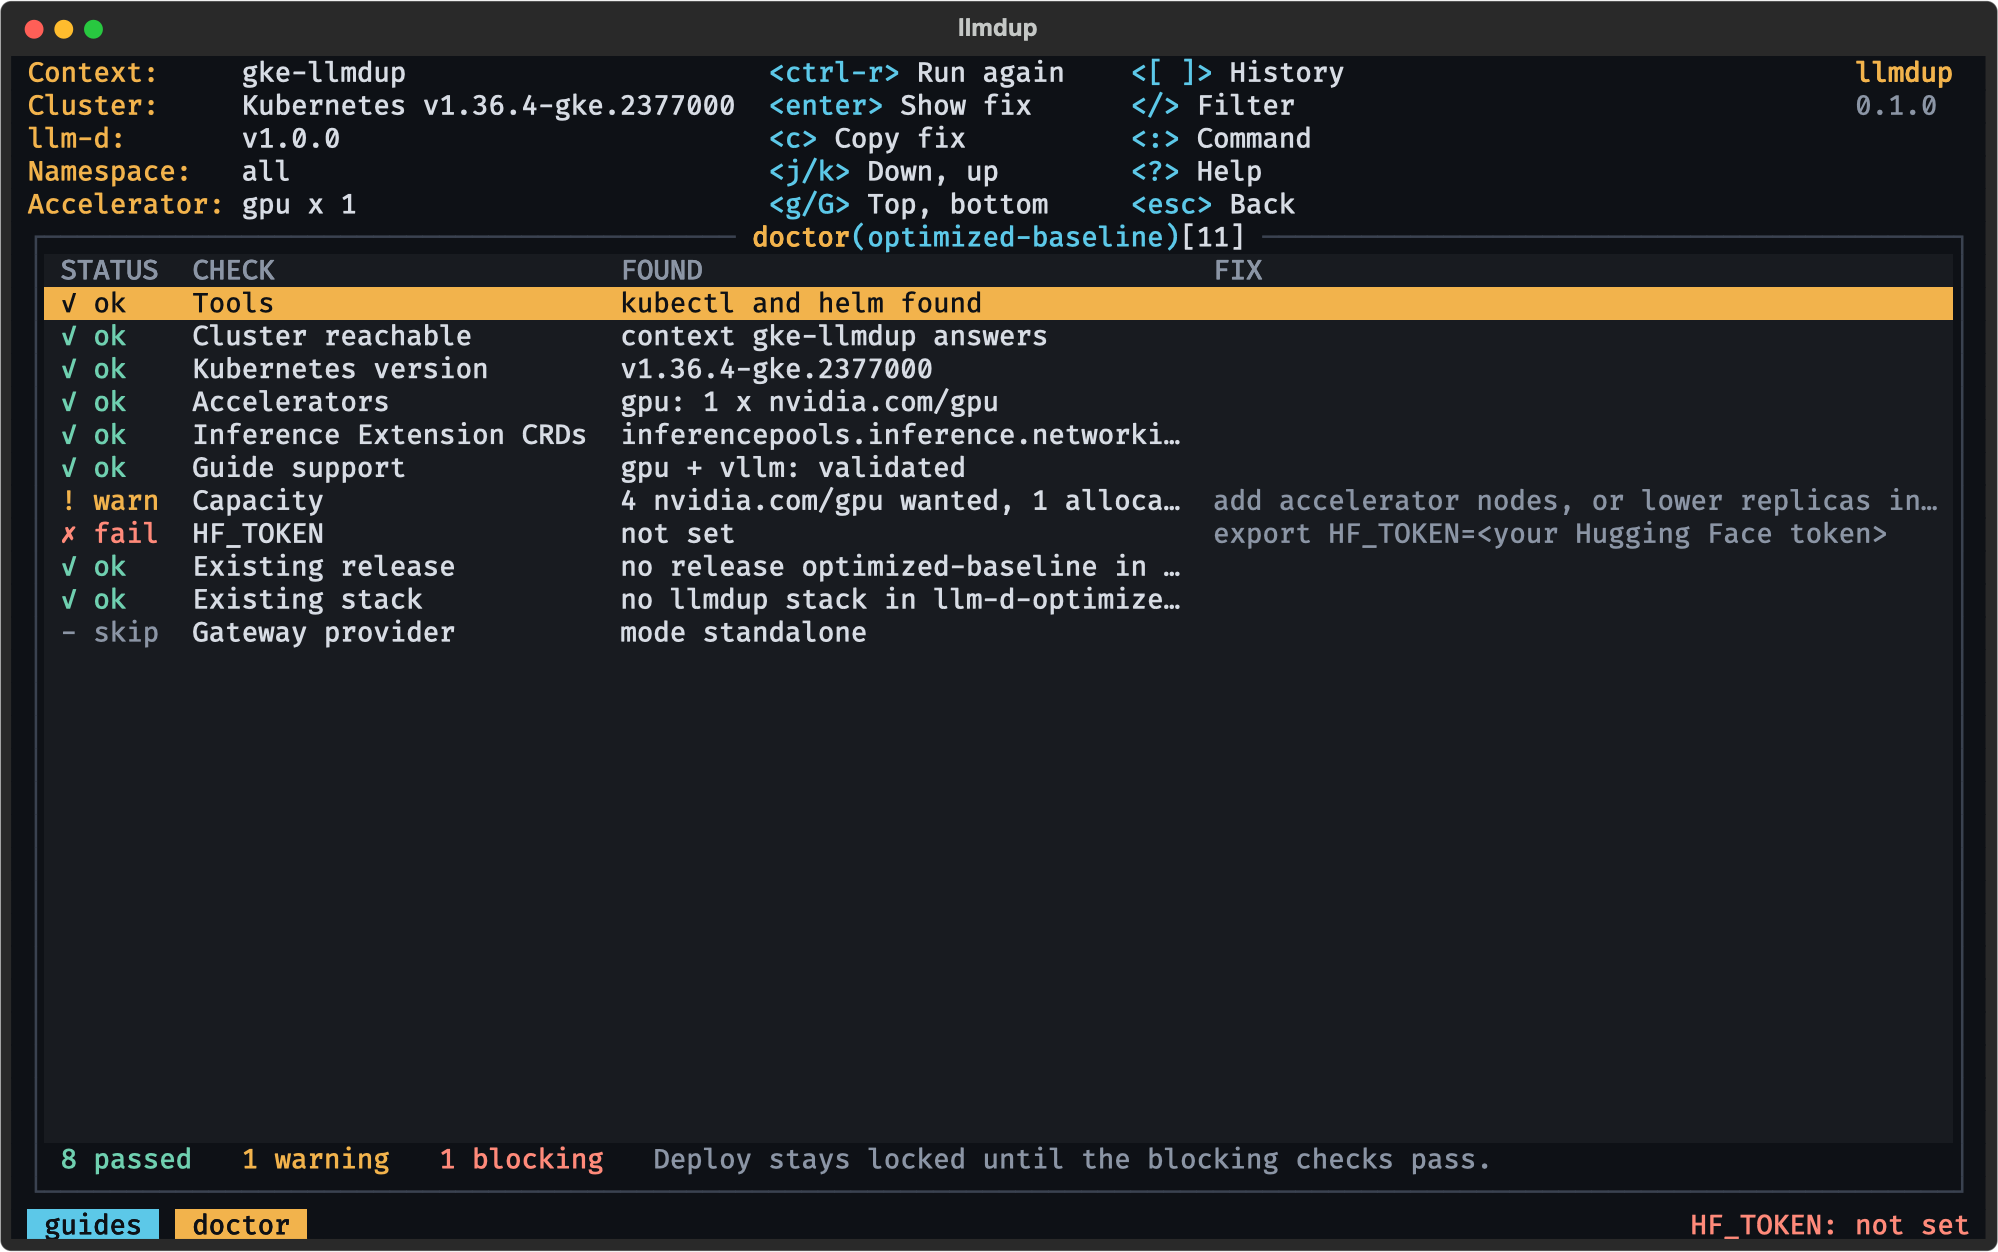 llmdup
Context: gke-llmdup <ctrl-r> Run again <[ ]> History llmdup
Cluster: Kubernetes v1.36.4-gke.2377000 <enter> Show fix </> Filter 0.1.0
llm-d: v1.0.0 <c> Copy fix <:> Command
Namespace: all <j/k> Down, up <?> Help
Accelerator: gpu x 1 <g/G> Top, bottom <esc> Back
doctor(optimized-baseline)[11]
STATUS CHECK FOUND FIX
√ ok Tools kubectl and helm found
√ ok Cluster reachable context gke-llmdup answers
√ ok Kubernetes version v1.36.4-gke.2377000
√ ok Accelerators gpu: 1 x nvidia.com/gpu
√ ok Inference Extension CRDs inferencepools.inference.networki…
√ ok Guide support gpu + vllm: validated
! warn Capacity 4 nvidia.com/gpu wanted, 1 alloca… add accelerator nodes, or lower replicas in…
✗ fail HF_TOKEN not set export HF_TOKEN=<your Hugging Face token>
√ ok Existing release no release optimized-baseline in …
√ ok Existing stack no llmdup stack in llm-d-optimize…
- skip Gateway provider mode standalone
8 passed 1 warning 1 blocking Deploy stays locked until the blocking checks pass.
guides doctor HF_TOKEN: not set